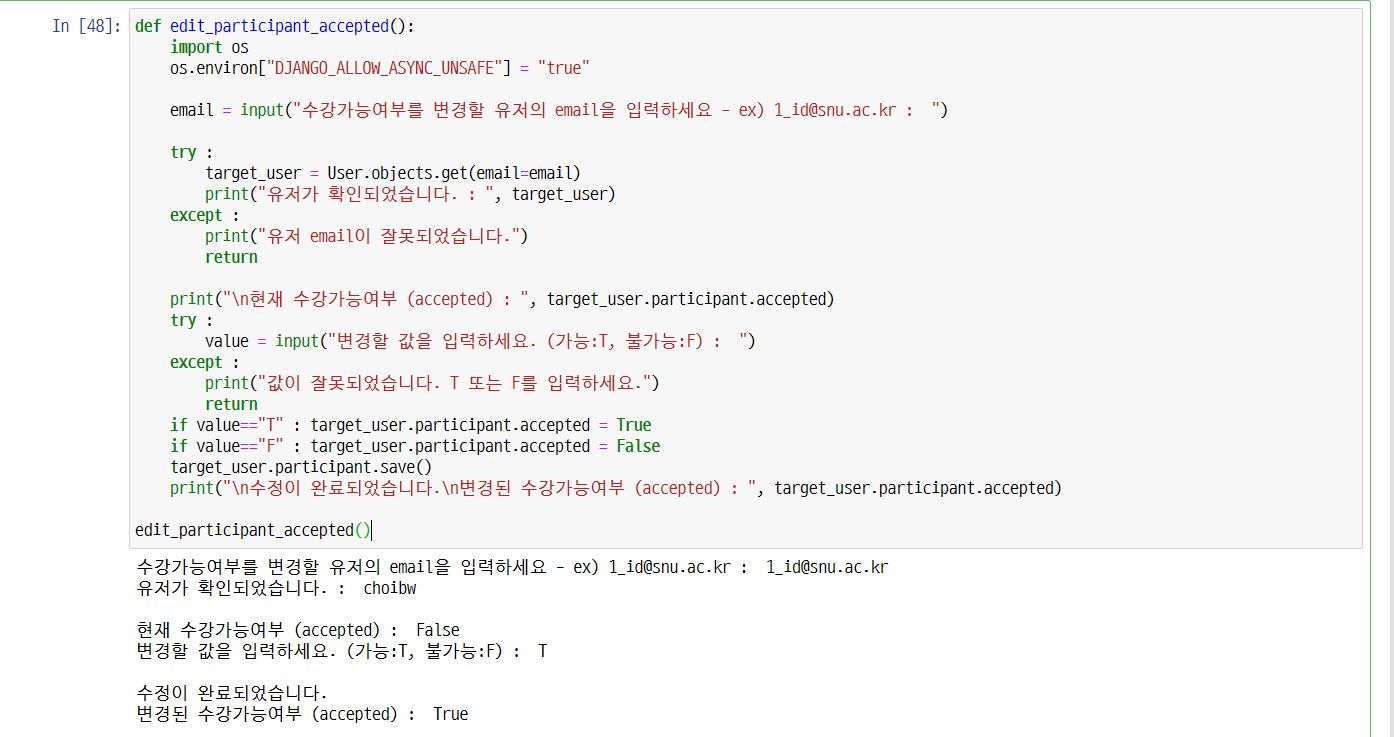 In [48]: def edit_participant_accepted():
import os
os.environ["DJANGO_ALLOW_ASYNC_UNSAFE"] = "true"
email = input("수강가능여부를 변경할 유저의 email을 입력하세요 - ex) 1_id@snu.ac.kr :  ")
try :
target_user = User.objects.get(email=email)
print("유저가 확인되었습니다. : ", target_user)
except :
print("유저 email이 잘못되었습니다.")
return
print("\n현재 수강가능여부 (accepted) : ", target_user.participant.accepted)
try :
value = input("변경할 값을 입력하세요. (가능:T, 불가능:F) :  ")
except :
print("값이 잘못되었습니다. T 또는 F를 입력하세요.")
return
if value=="T" : target_user.participant.accepted = True
if value=="F" : target_user.participant.accepted = False
target_user.participant.save()
print("\n수정이 완료되었습니다.\n변경된 수강가능여부 (accepted) : ", target_user.participant.accepted)
edit_participant_accepted()
수강가능여부를 변경할 유저의 email을 입력하세요 - ex) 1_id@snu.ac.kr :  1_id@snu.ac.kr
유저가 확인되었습니다. :  choibw
현재 수강가능여부 (accepted) :  False
변경할 값을 입력하세요. (가능:T, 불가능:F) :  T
수정이 완료되었습니다.
변경된 수강가능여부 (accepted) :  True